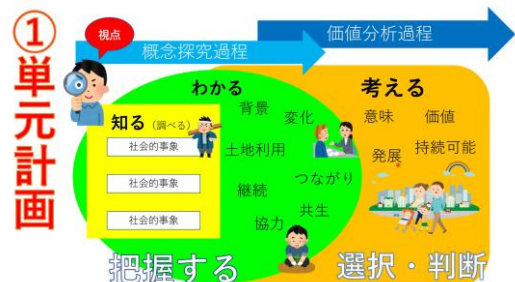 ①単元計画
視点
概念探究過程
価値分析過程
わかる
考える
知る（調べる）
社会的事象
社会的事象
社会的事象
背景
変化
土地利用
つながり
継続
共生
協力
意味
価値
発展
持続可能
把握する
選択・判断